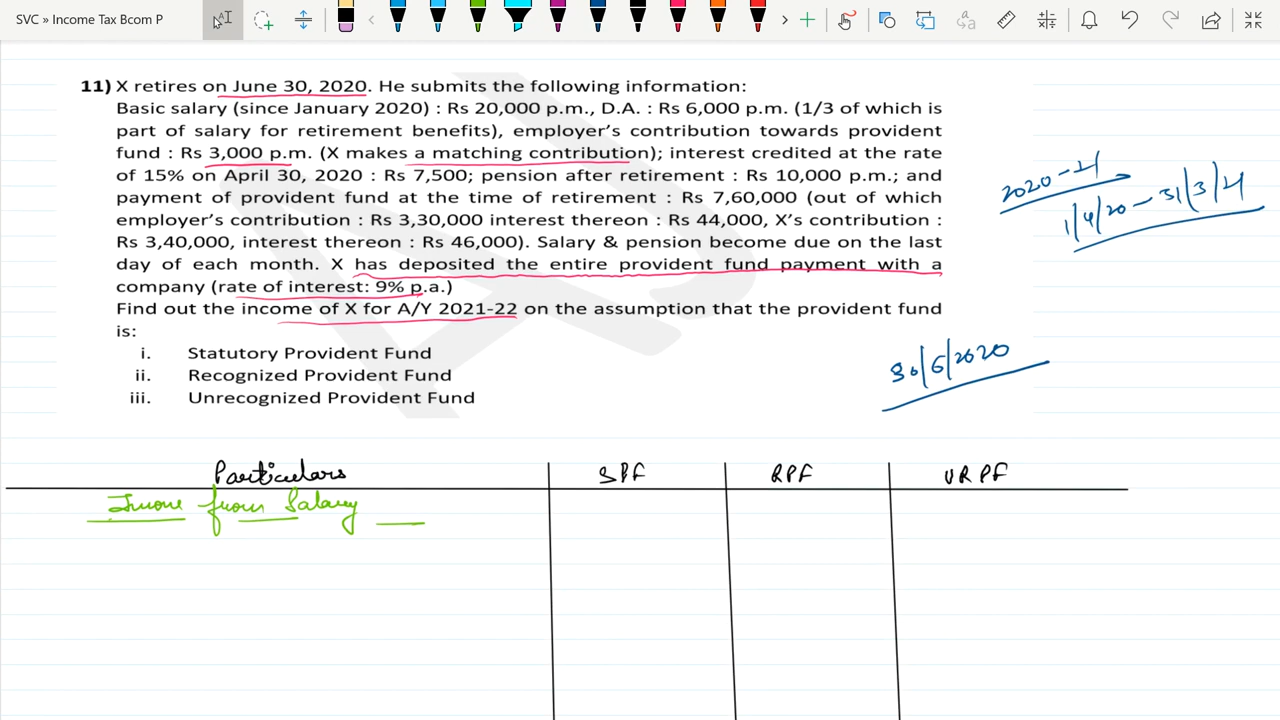 SVC » Income Tax Bcom P
11) X retires on June 30, 2020. He submits the following information:
Basic salary (since January 2020) : Rs 20,000 p.m., D.A. : Rs 6,000 p.m. (1/3 of which is
part of salary for retirement benefits), employer's contribution towards provident
fund : Rs 3,000 p.m. (X makes a matching contribution); interest credited at the rate
of 15% on April 30, 2020 : Rs 7,500; pension after retirement : Rs 10,000 p.m.; and
payment of provident fund at the time of retirement : Rs 7,60,000 (out of which
employer's contribution : Rs 3,30,000 interest thereon : Rs 44,000, X's contribution :
Rs 3,40,000, interest thereon : Rs 46,000). Salary & pension become due on the last
day of each month. X has deposited the entire provident fund payment with a
company (rate of interest: 9% p.a.)
Find out the income of X for A/Y 2021-22 on the assumption that the provident fund
is:
i. Statutory Provident Fund
ii. Recognized Provident Fund
iii. Unrecognized Provident Fund
2020-21
1/4/20 - 31/3/21
30/6/2020
Particulars SPF RPF URPF
Income from Salary